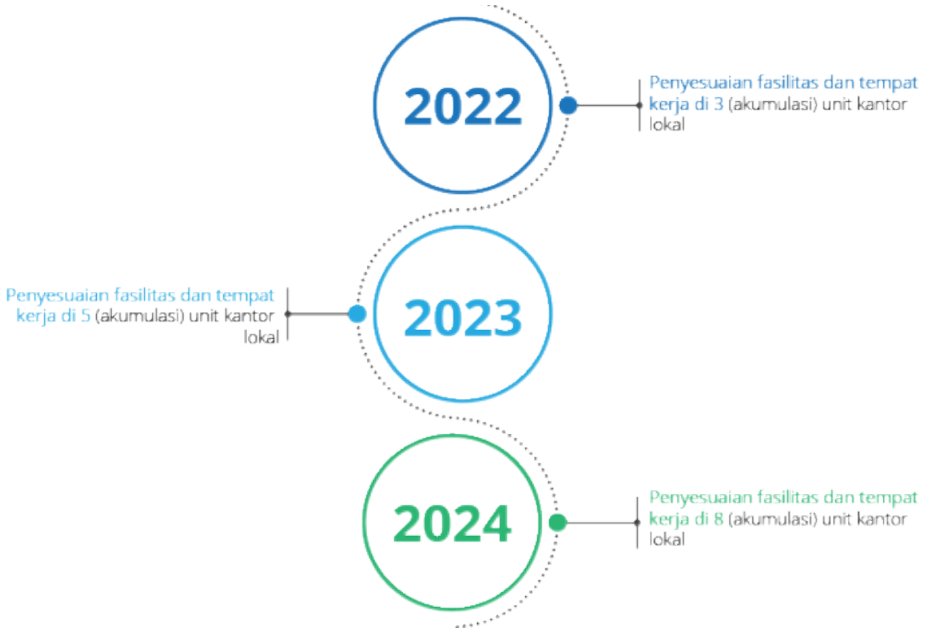 2022
Penyesuaian fasilitas dan tempat
kerja di 3 (akumulasi) unit kantor
lokal
Penyesuaian fasilitas dan tempat
kerja di 5 (akumulasi) unit kantor
lokal
2023
2024
Penyesuaian fasilitas dan tempat
kerja di 8 (akumulasi) unit kantor
lokal